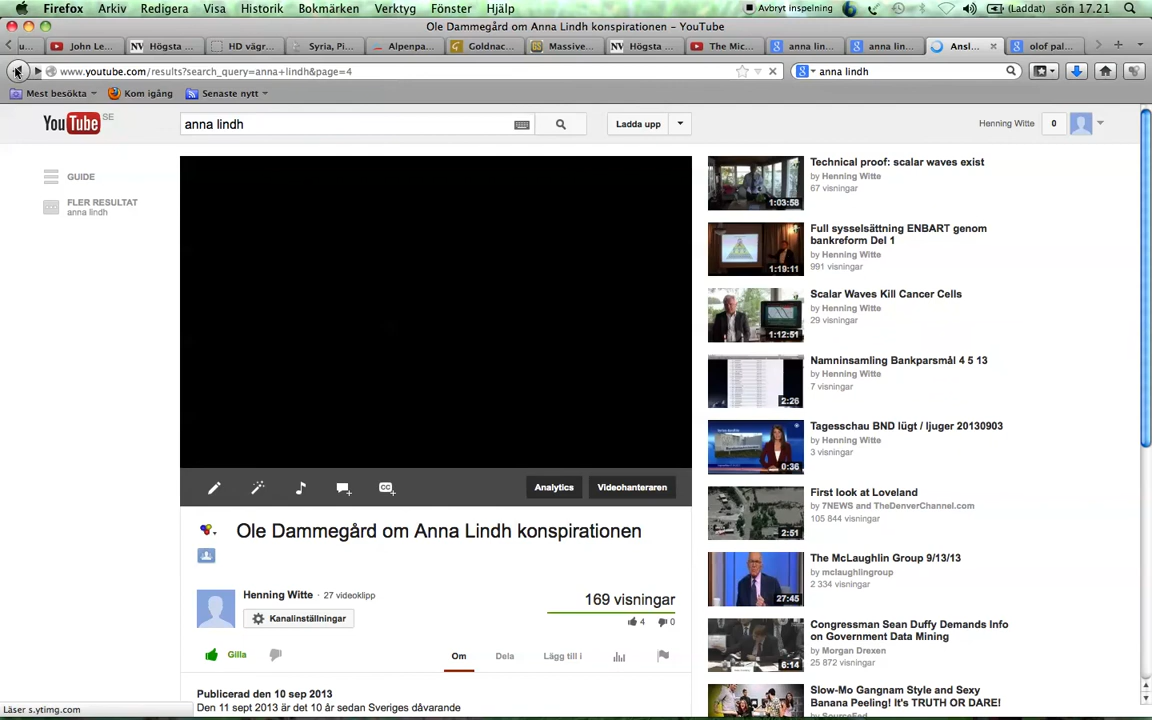 Firefox Arkiv Redigera Visa Historik Bokmärken Verktyg Fönster Hjälp Avbryt inspelning (Laddat) sön 17.21
Ole Dammegård om Anna Lindh konspirationen - YouTube
u... John Le... Högsta ... HD vägr... Syria, Pi... Alpenpa... Goldnac... Massive... Högsta ... The Mic... anna lin... anna lin... Ansl... olof pal...
www.youtube.com/results?search_query=anna+lindh&page=4
anna lindh
Mest besökta Kom igång Senaste nytt
YouTube SE
anna lindh
Ladda upp
Henning Witte 0
GUIDE
FLER RESULTAT
anna lindh
Analytics Videohanteraren
Ole Dammegård om Anna Lindh konspirationen
Henning Witte · 27 videoklipp
Kanalinställningar
169 visningar
4 0
Gilla
Om Dela Lägg till i
Publicerad den 10 sep 2013
Den 11 sept 2013 är det 10 år sedan Sveriges dåvarande
Technical proof: scalar waves exist
by Henning Witte
67 visningar
1:03:58
Full sysselsättning ENBART genom
bankreform Del 1
by Henning Witte
991 visningar
1:19:11
Scalar Waves Kill Cancer Cells
by Henning Witte
29 visningar
1:12:51
Namninsamling Bankparsmål 4 5 13
by Henning Witte
7 visningar
2:26
Tagesschau BND lügt / ljuger 20130903
by Henning Witte
3 visningar
0:36
First look at Loveland
by 7NEWS and TheDenverChannel.com
105 844 visningar
2:51
The McLaughlin Group 9/13/13
by mclaughlingroup
2 334 visningar
27:45
Congressman Sean Duffy Demands Info
on Government Data Mining
by Morgan Drexen
25 872 visningar
6:14
Slow-Mo Gangnam Style and Sexy
Banana Peeling! It's TRUTH OR DARE!
by SourceFed
Läser s.ytimg.com